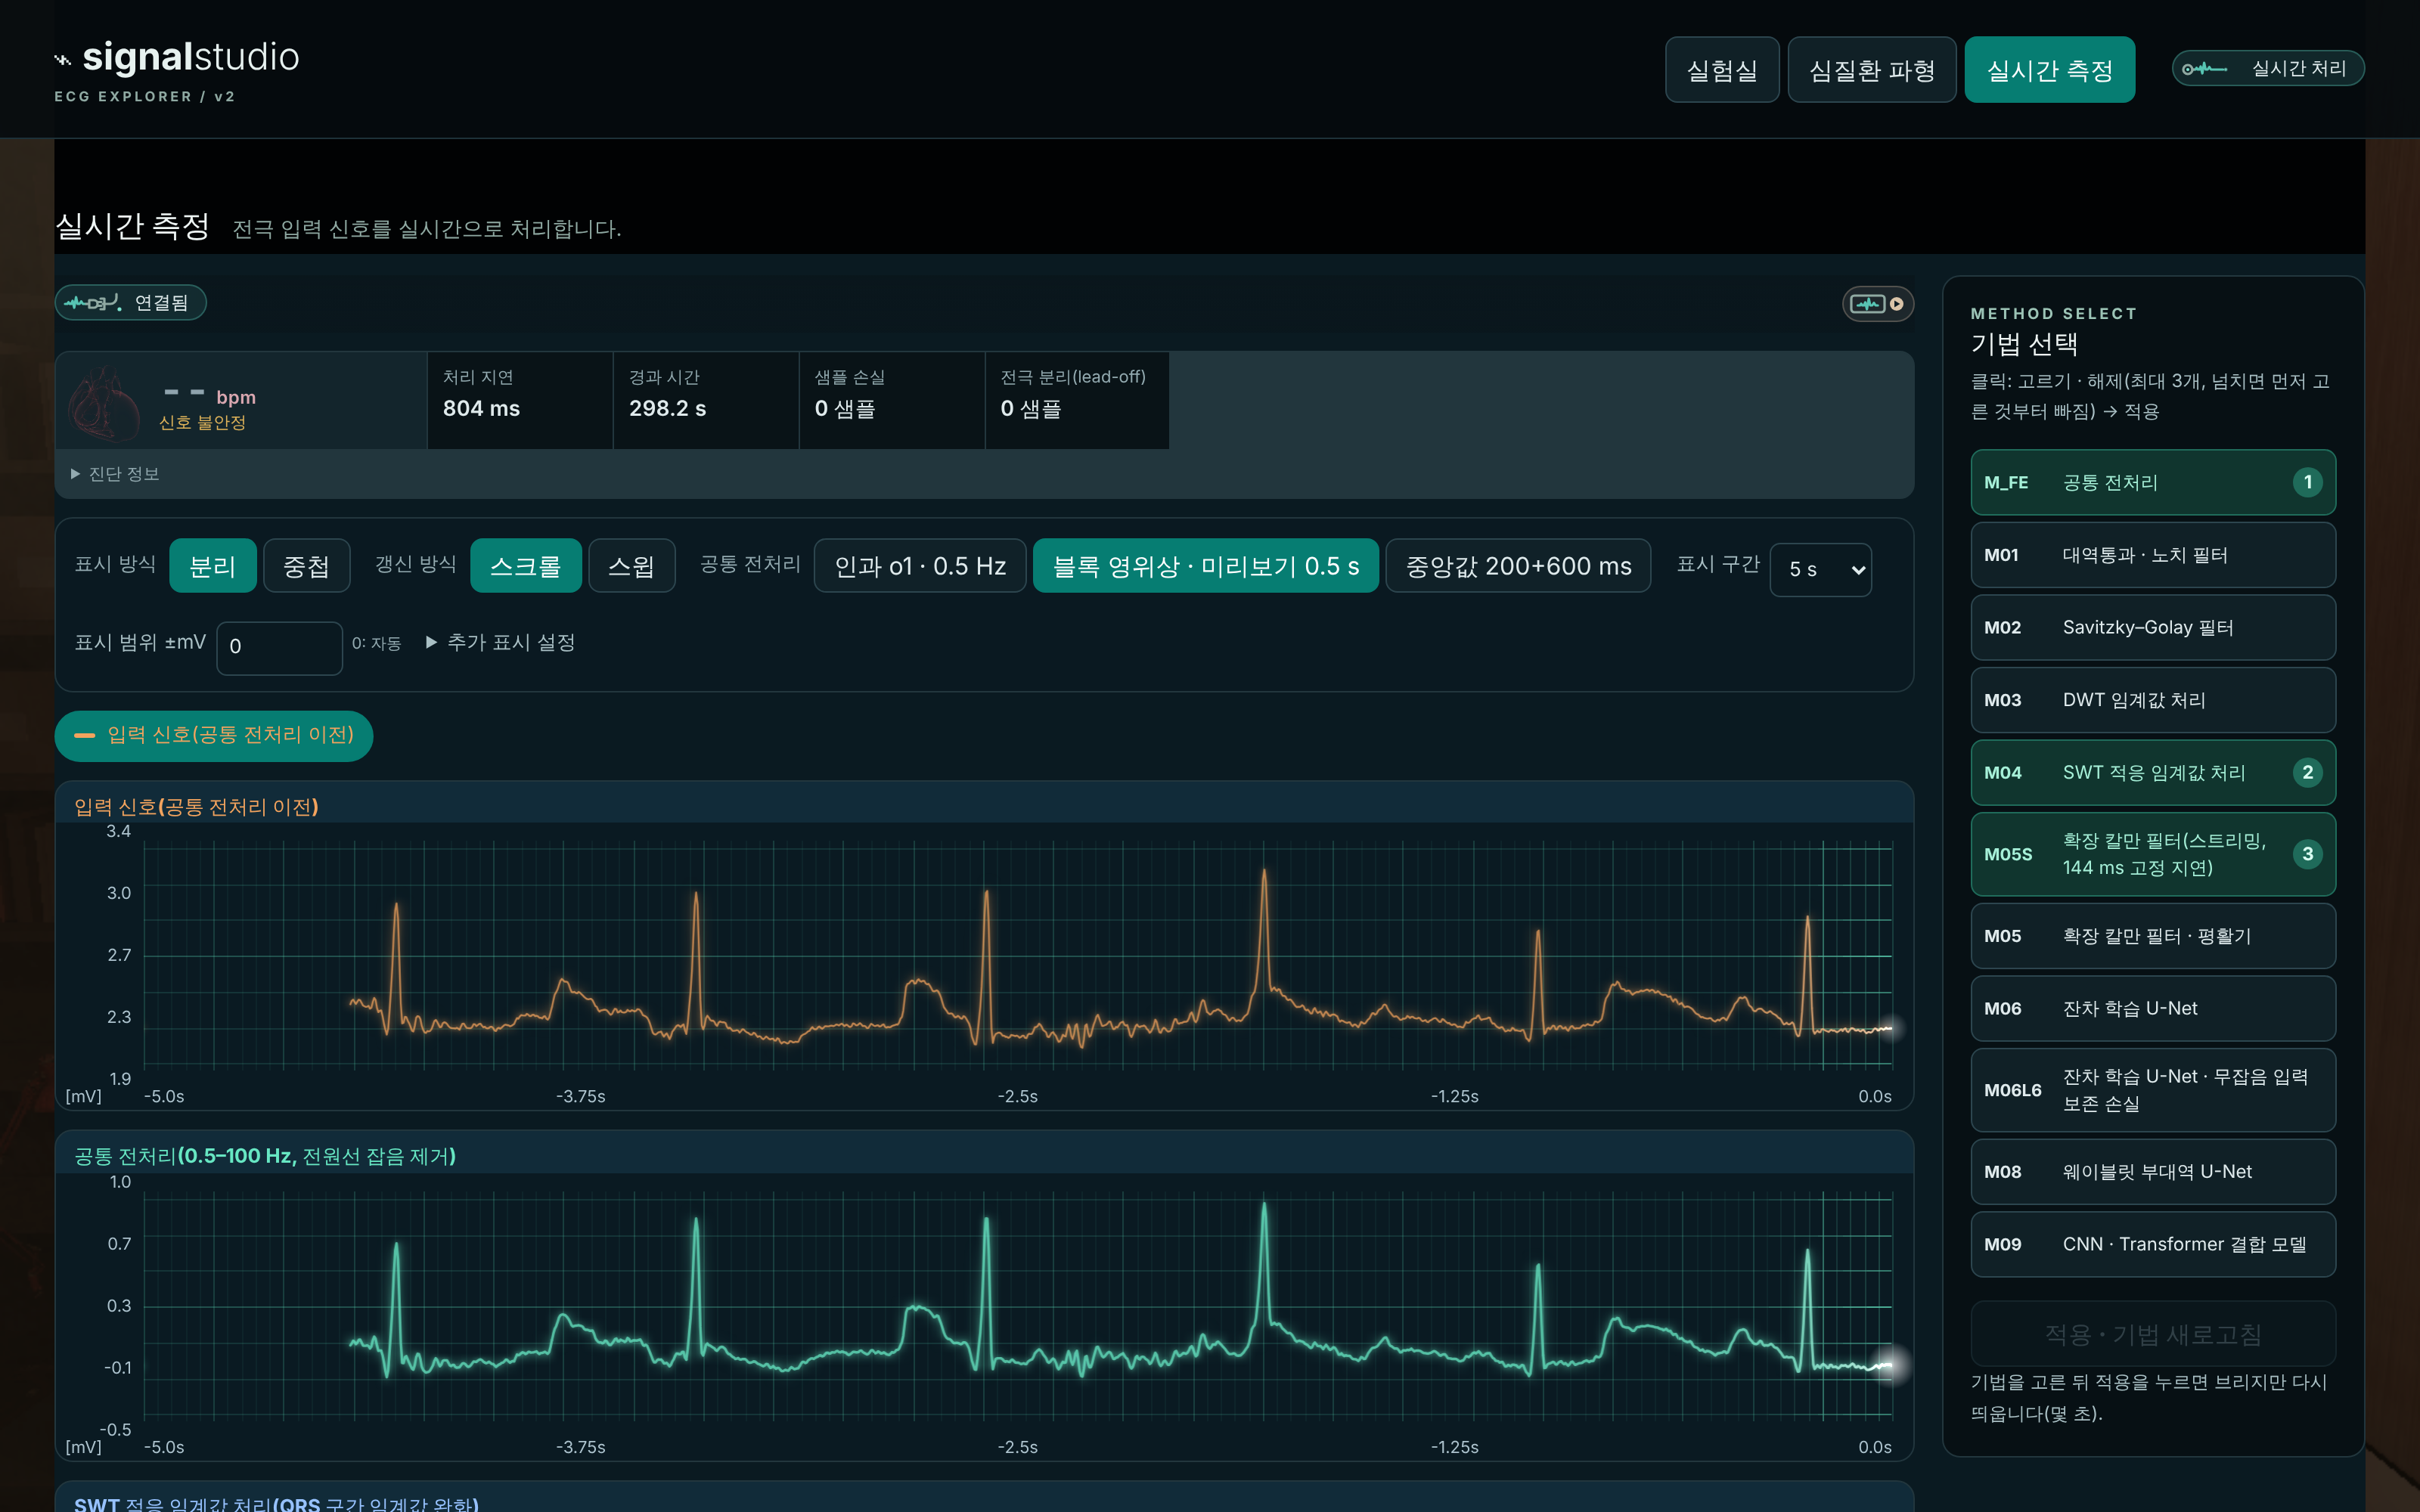 signalstudio
ECG EXPLORER / v2
실험실
심질환 파형
실시간 측정
실시간 처리
실시간 측정
전극 입력 신호를 실시간으로 처리합니다.
연결됨
-- bpm
신호 불안정
처리 지연
804 ms
경과 시간
298.2 s
샘플 손실
0 샘플
전극 분리(lead-off)
0 샘플
진단 정보
표시 방식
분리
중첩
갱신 방식
스크롤
스윕
공통 전처리
인과 o1 · 0.5 Hz
블록 영위상 · 미리보기 0.5 s
중앙값 200+600 ms
표시 구간
5 s
표시 범위 ±mV
0
0: 자동
추가 표시 설정
입력 신호(공통 전처리 이전)
입력 신호(공통 전처리 이전)
3.4
3.0
2.7
2.3
1.9
[mV]
-5.0s
-3.75s
-2.5s
-1.25s
0.0s
공통 전처리(0.5–100 Hz, 전원선 잡음 제거)
1.0
0.7
0.3
-0.1
-0.5
[mV]
-5.0s
-3.75s
-2.5s
-1.25s
0.0s
SWT 적응 임계값 처리(QRS 구간 임계값 완화)
METHOD SELECT
기법 선택
클릭: 고르기 · 해제(최대 3개, 넘치면 먼저 고
른 것부터 빠짐) → 적용
M_FE 공통 전처리 1
M01 대역통과 · 노치 필터
M02 Savitzky–Golay 필터
M03 DWT 임계값 처리
M04 SWT 적응 임계값 처리 2
M05S 확장 칼만 필터(스트리밍,
144 ms 고정 지연) 3
M05 확장 칼만 필터 · 평활기
M06 잔차 학습 U-Net
M06L6 잔차 학습 U-Net · 무잡음 입력
보존 손실
M08 웨이블릿 부대역 U-Net
M09 CNN · Transformer 결합 모델
적용 · 기법 새로고침
기법을 고른 뒤 적용을 누르면 브리지만 다시
띄웁니다(몇 초).